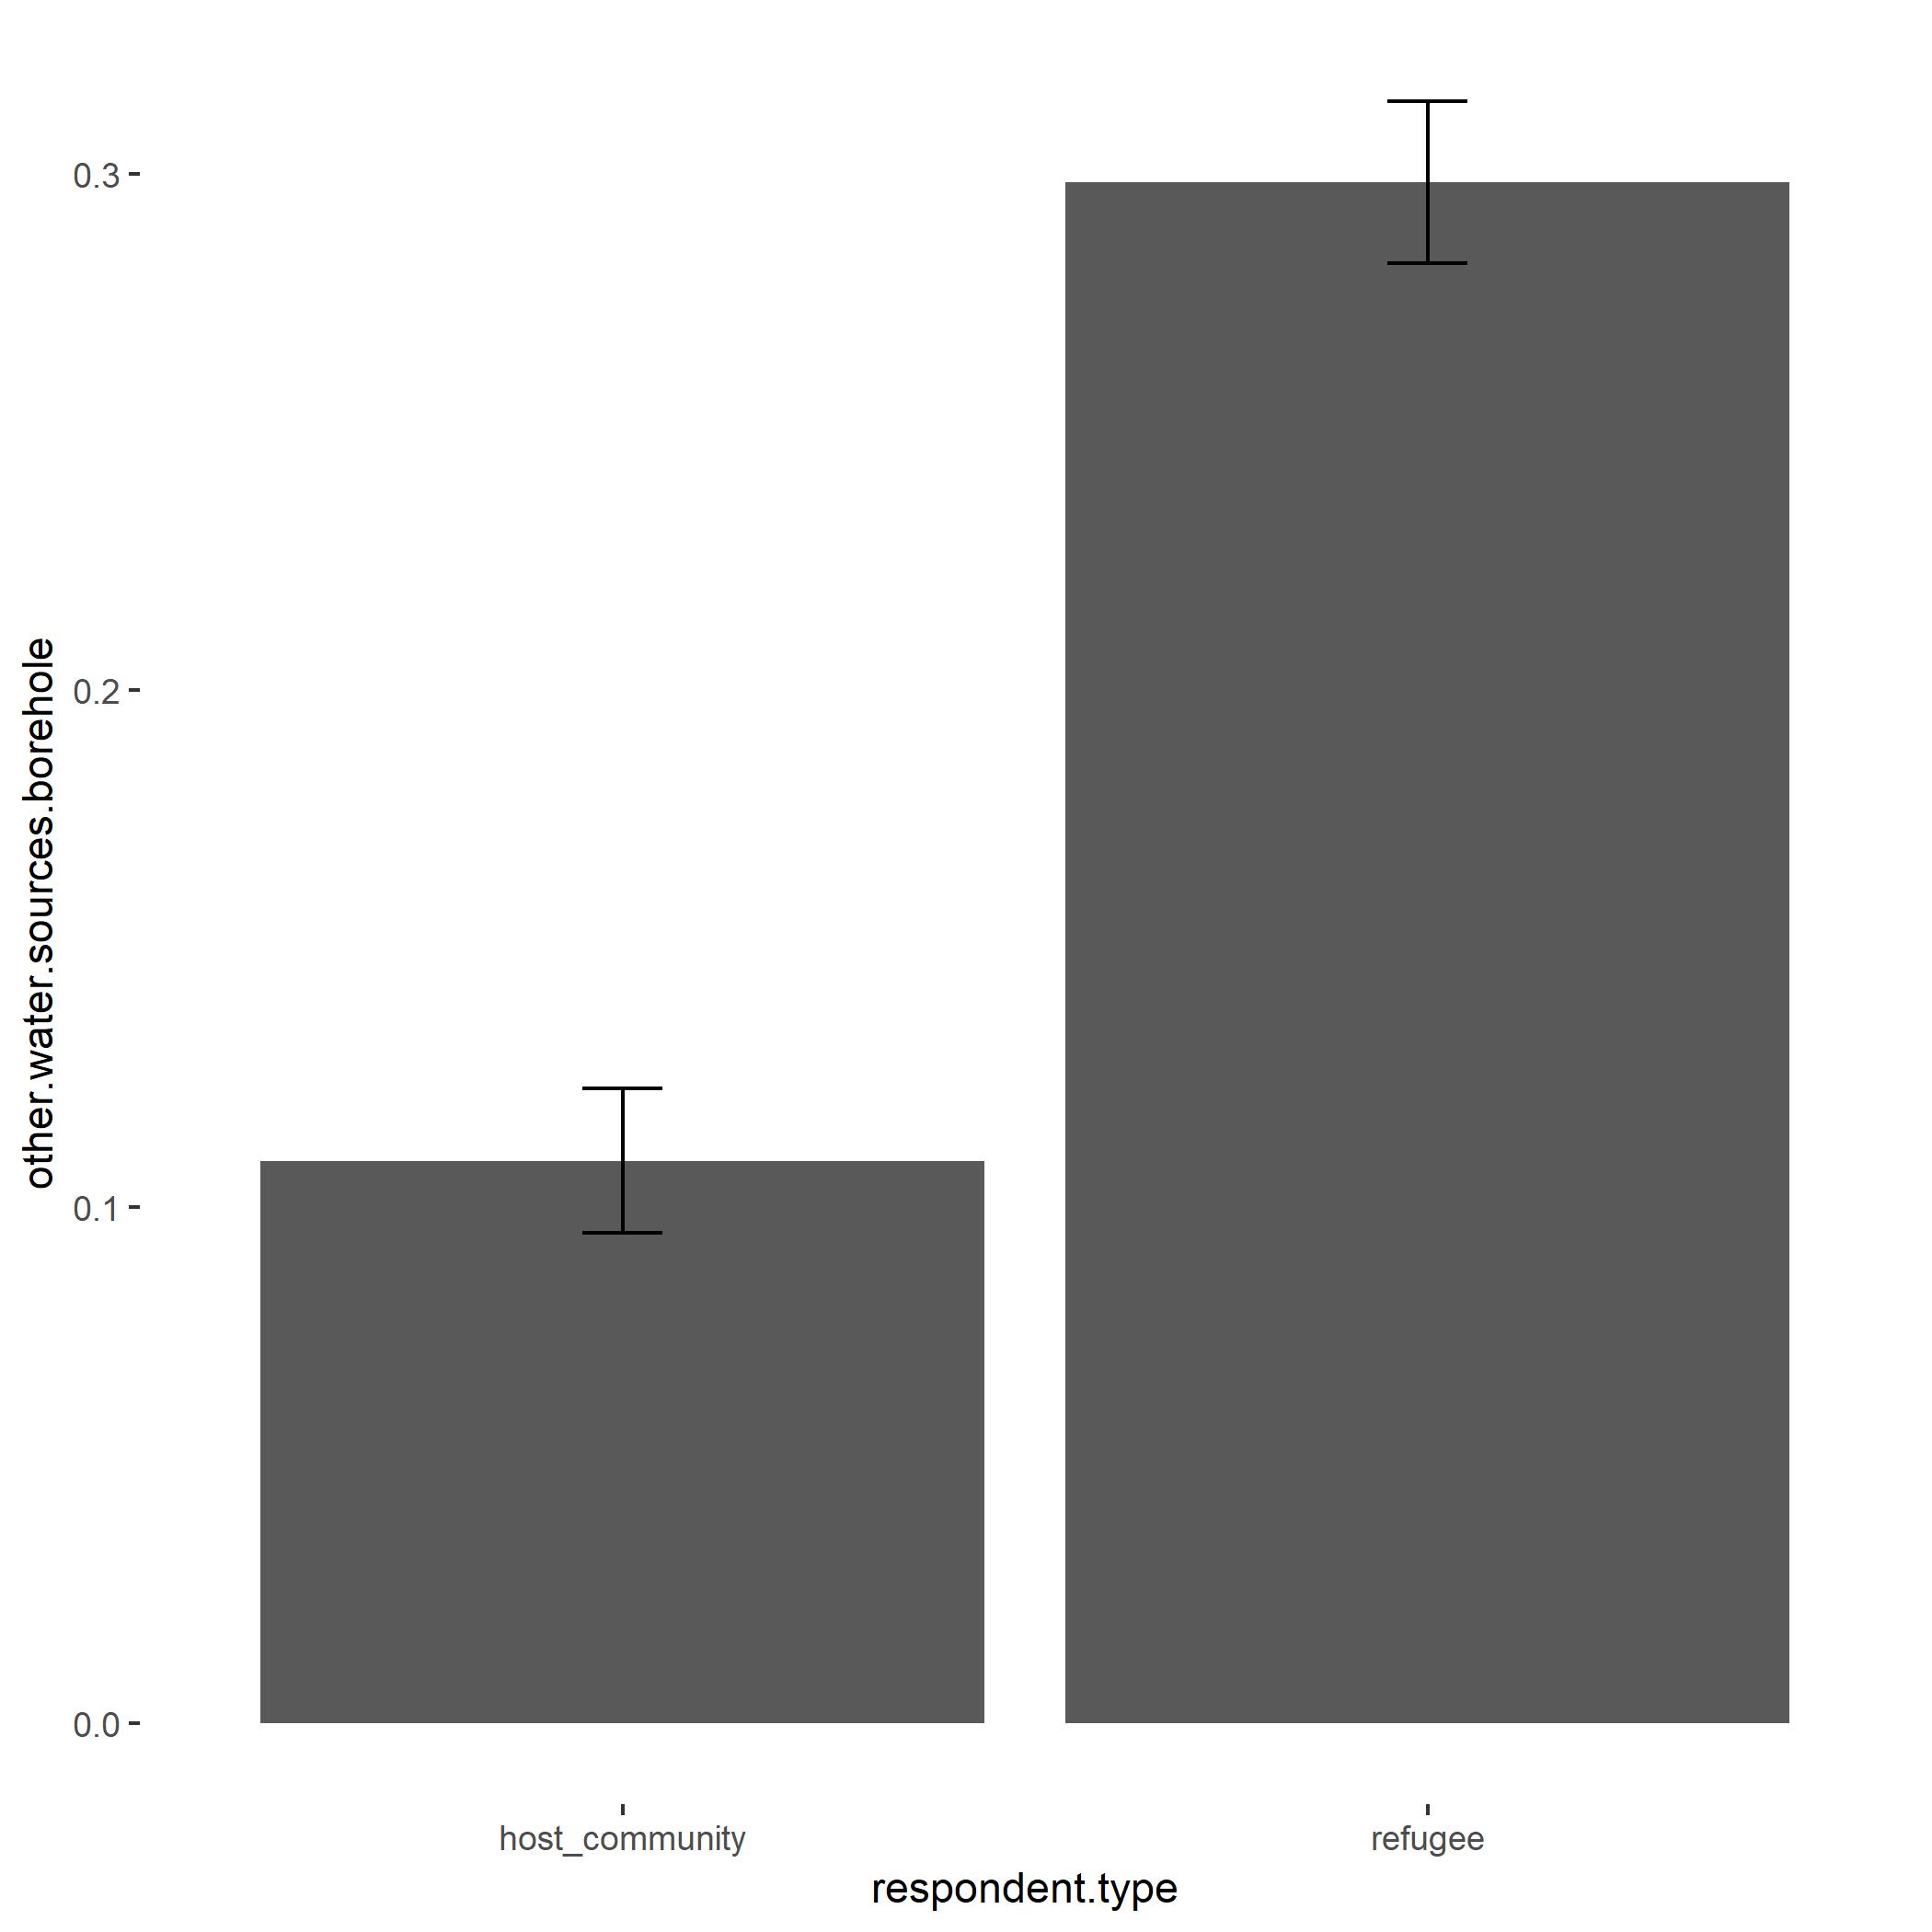 other.water.sources.borehole
0.3
0.2
0.1
0.0
host_community
refugee
respondent.type